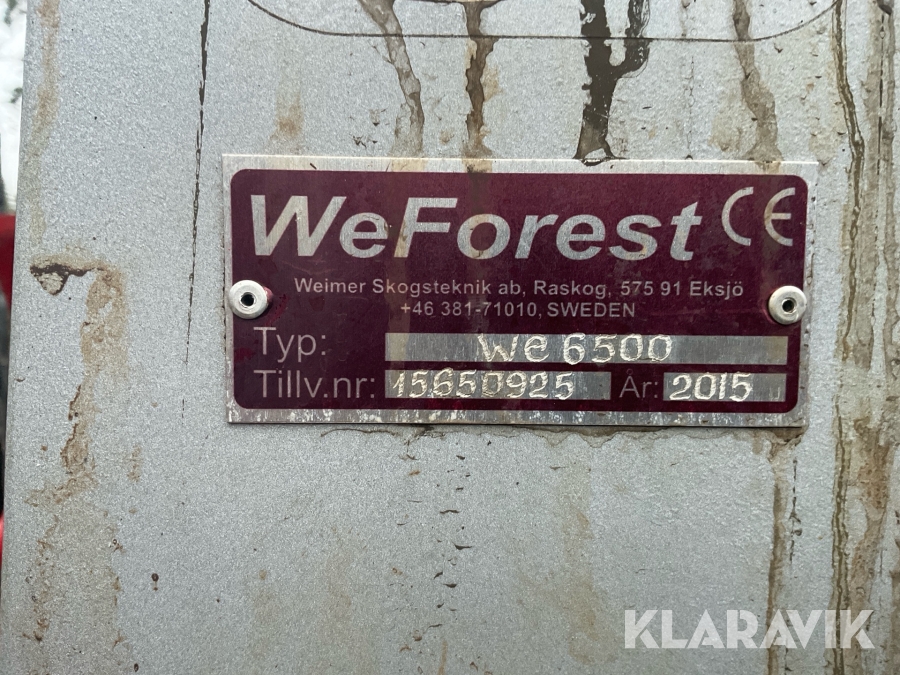 WeForest CE
Weimer Skogsteknik ab, Raskog, 575 91 Eksjö
+46 381-71010, SWEDEN
Typ: We 6500
Tillv.nr: 15650925 År: 2015
KLARAVIK